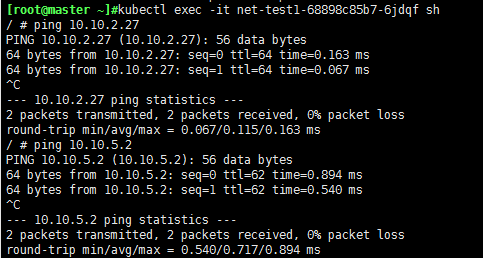 [root@master ~]#kubectl exec -it net-test1-68898c85b7-6jdqf sh
/ # ping 10.10.2.27
PING 10.10.2.27 (10.10.2.27): 56 data bytes
64 bytes from 10.10.2.27: seq=0 ttl=64 time=0.163 ms
64 bytes from 10.10.2.27: seq=1 ttl=64 time=0.067 ms
^C
--- 10.10.2.27 ping statistics ---
2 packets transmitted, 2 packets received, 0% packet loss
round-trip min/avg/max = 0.067/0.115/0.163 ms
/ # ping 10.10.5.2
PING 10.10.5.2 (10.10.5.2): 56 data bytes
64 bytes from 10.10.5.2: seq=0 ttl=62 time=0.894 ms
64 bytes from 10.10.5.2: seq=1 ttl=62 time=0.540 ms
^C
--- 10.10.5.2 ping statistics ---
2 packets transmitted, 2 packets received, 0% packet loss
round-trip min/avg/max = 0.540/0.717/0.894 ms